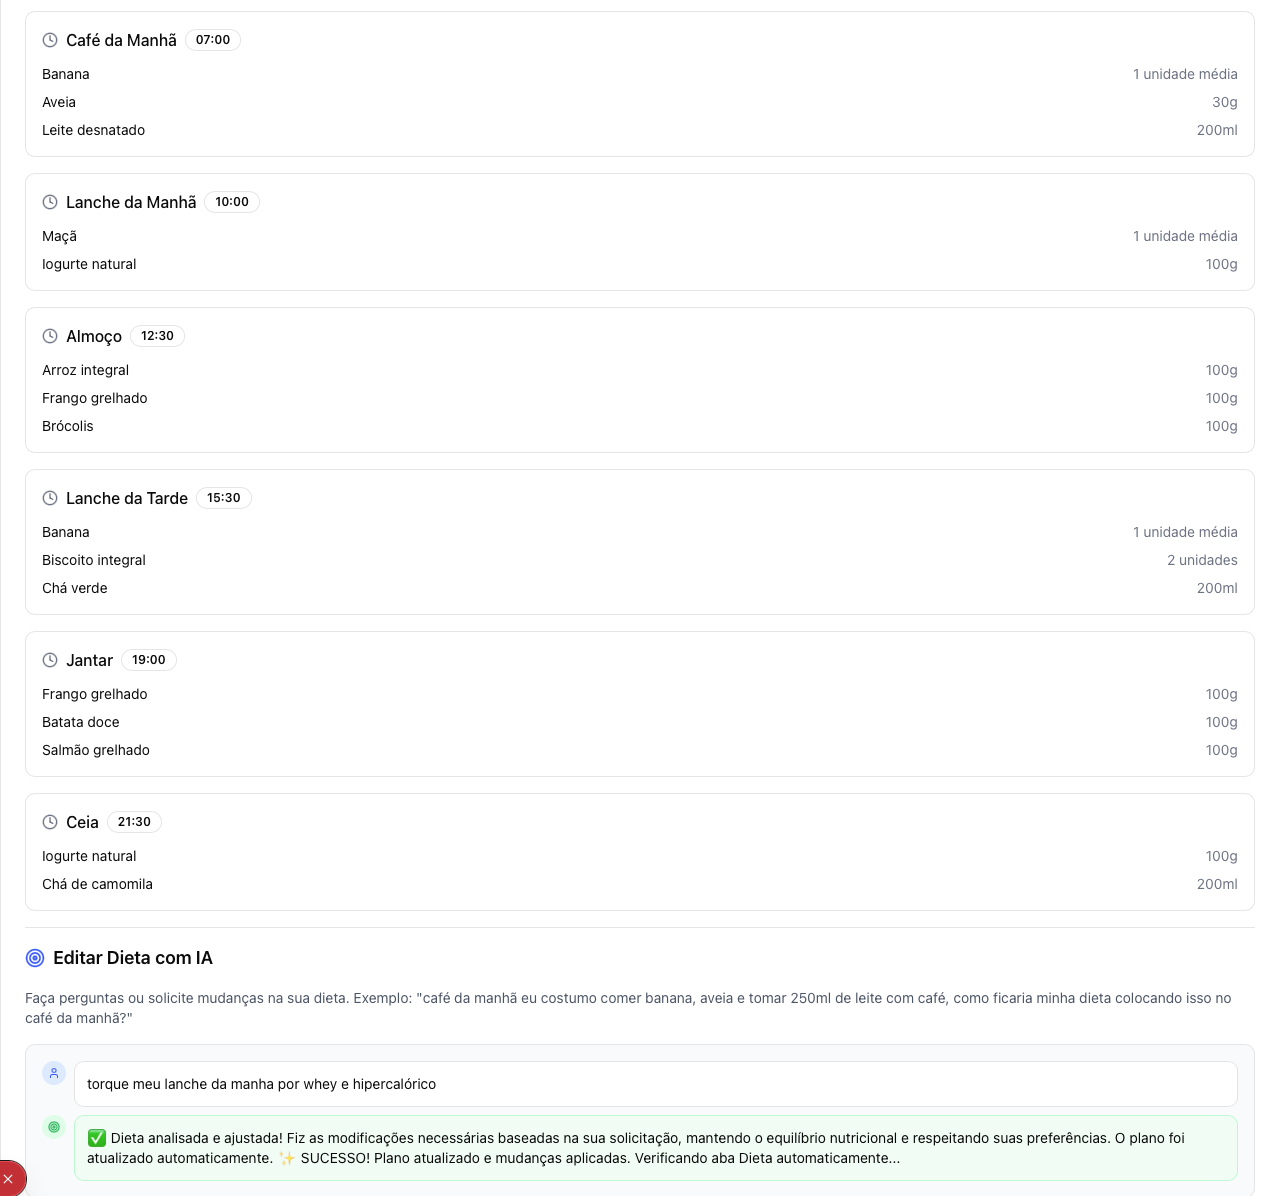 Café da Manhã 07:00
Banana 1 unidade média
Aveia 30g
Leite desnatado 200ml
Lanche da Manhã 10:00
Maçã 1 unidade média
Iogurte natural 100g
Almoço 12:30
Arroz integral 100g
Frango grelhado 100g
Brócolis 100g
Lanche da Tarde 15:30
Banana 1 unidade média
Biscoito integral 2 unidades
Chá verde 200ml
Jantar 19:00
Frango grelhado 100g
Batata doce 100g
Salmão grelhado 100g
Ceia 21:30
Iogurte natural 100g
Chá de camomila 200ml
Editar Dieta com IA
Faça perguntas ou solicite mudanças na sua dieta. Exemplo: "café da manhã eu costumo comer banana, aveia e tomar 250ml de leite com café, como ficaria minha dieta colocando isso no
café da manhã?"
torque meu lanche da manha por whey e hipercalórico
✅ Dieta analisada e ajustada! Fiz as modificações necessárias baseadas na sua solicitação, mantendo o equilíbrio nutricional e respeitando suas preferências. O plano foi
atualizado automaticamente. ✨ SUCESSO! Plano atualizado e mudanças aplicadas. Verificando aba Dieta automaticamente...